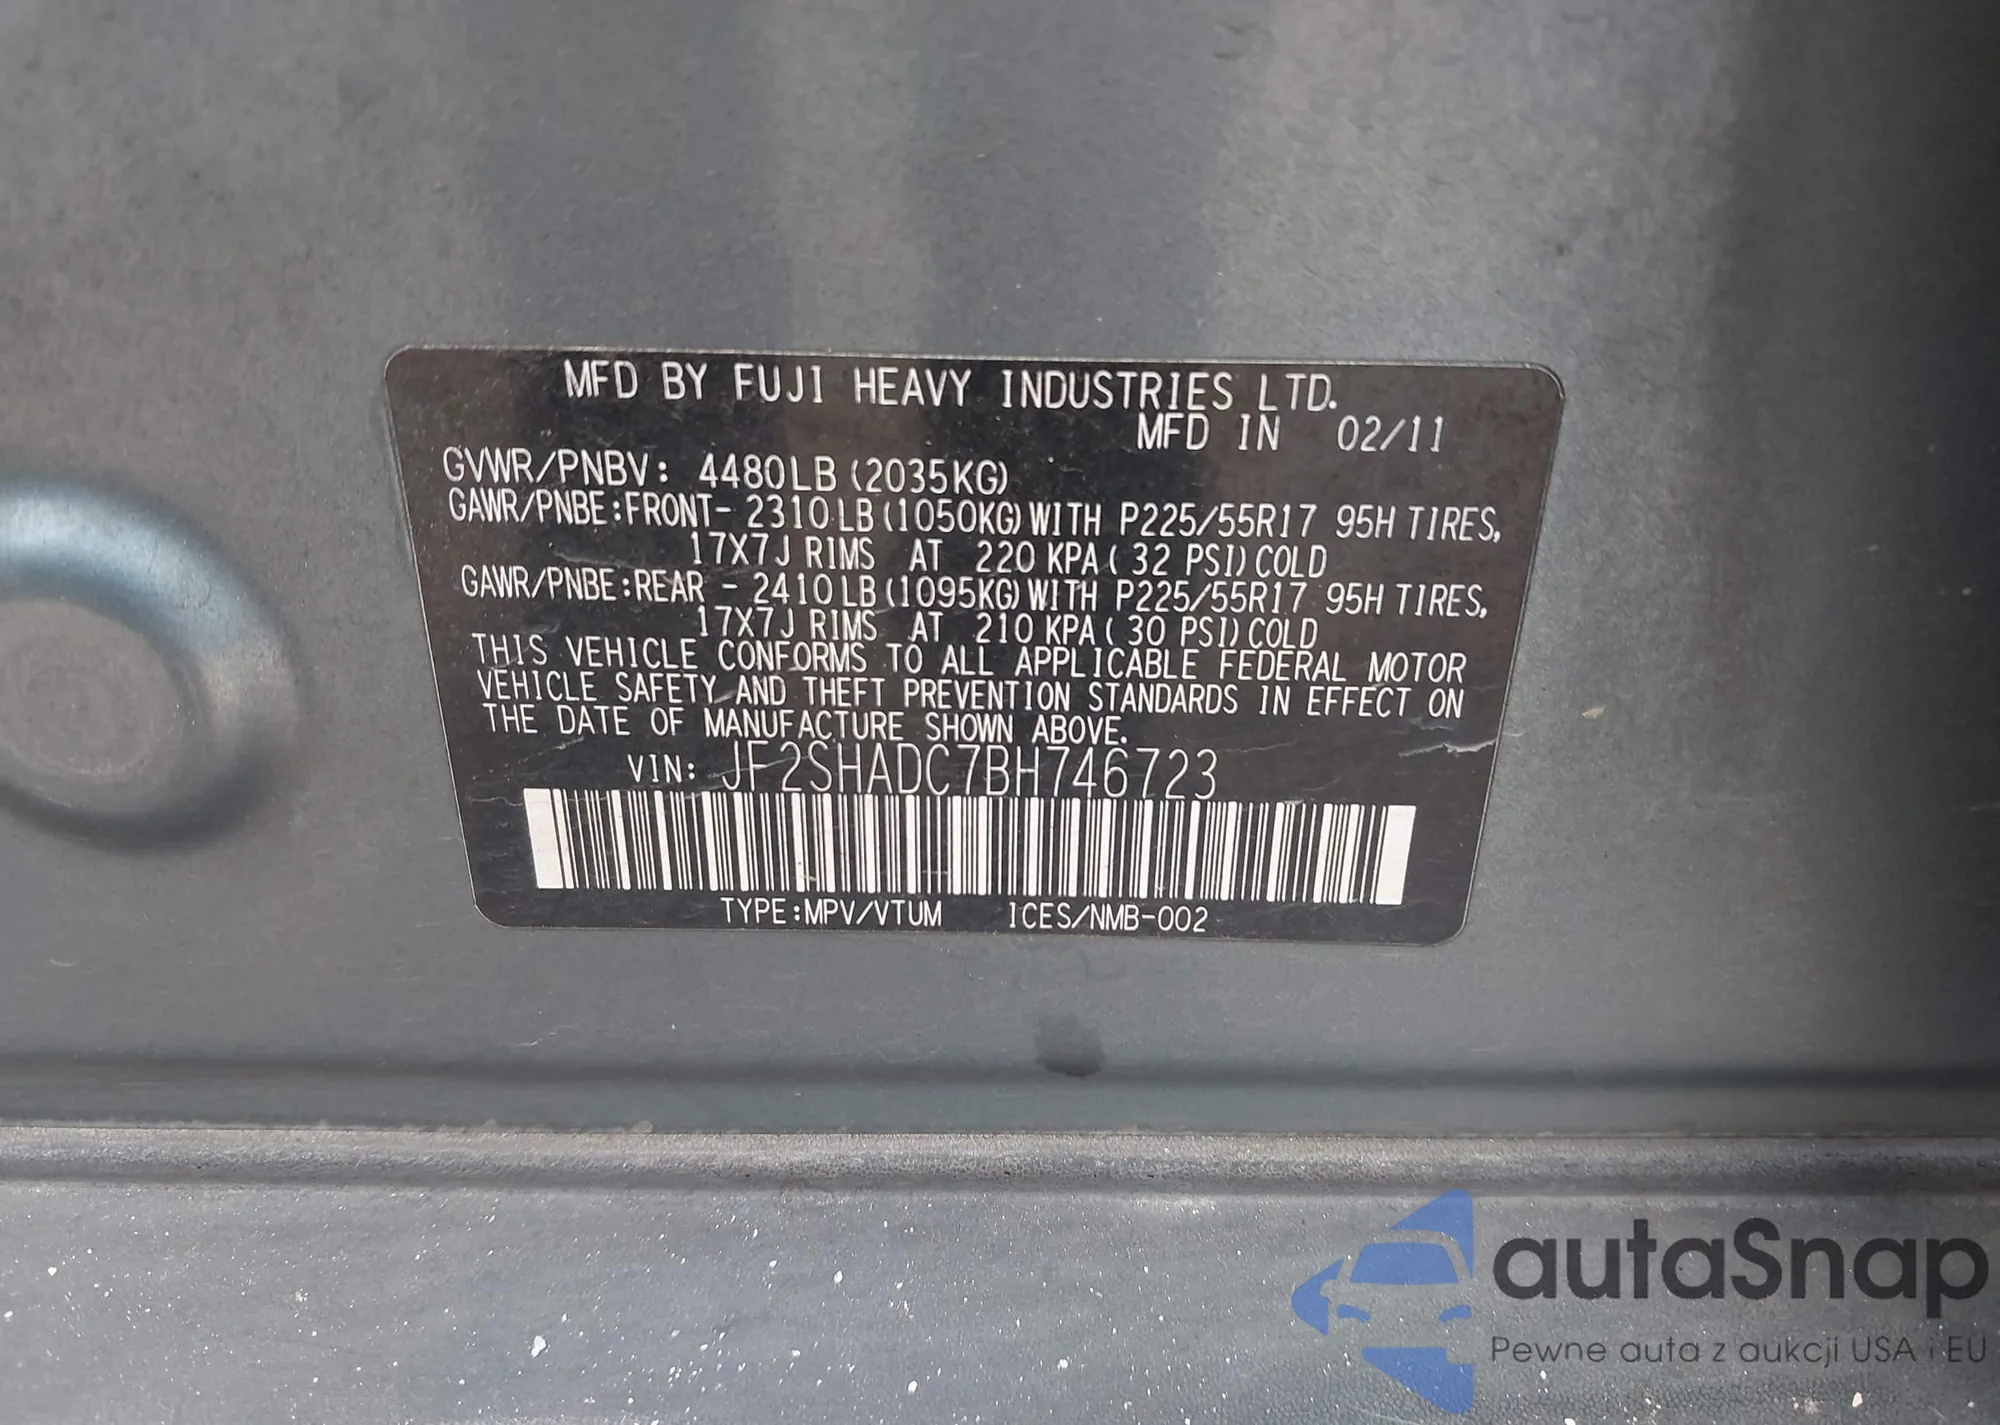 MFD BY FUJI HEAVY INDUSTRIES LTD.
MFD IN 02/11
GVWR/PNBV: 4480LB (2035KG)
GAWR/PNBE:FRONT- 2310LB (1050KG) WITH P225/55R17 95H TIRES,
17X7J RIMS AT 220 KPA( 32 PSI) COLD
GAWR/PNBE:REAR - 2410LB (1095KG) WITH P225/55R17 95H TIRES,
17X7J RIMS AT 210 KPA( 30 PSI) COLD
THIS VEHICLE CONFORMS TO ALL APPLICABLE FEDERAL MOTOR
VEHICLE SAFETY AND THEFT PREVENTION STANDARDS IN EFFECT ON
THE DATE OF MANUFACTURE SHOWN ABOVE.
VIN: JF2SHADC7BH746723
TYPE:MPV/VTUM ICES/NMB-002
autaSnap
Pewne auta z aukcji USA i EU